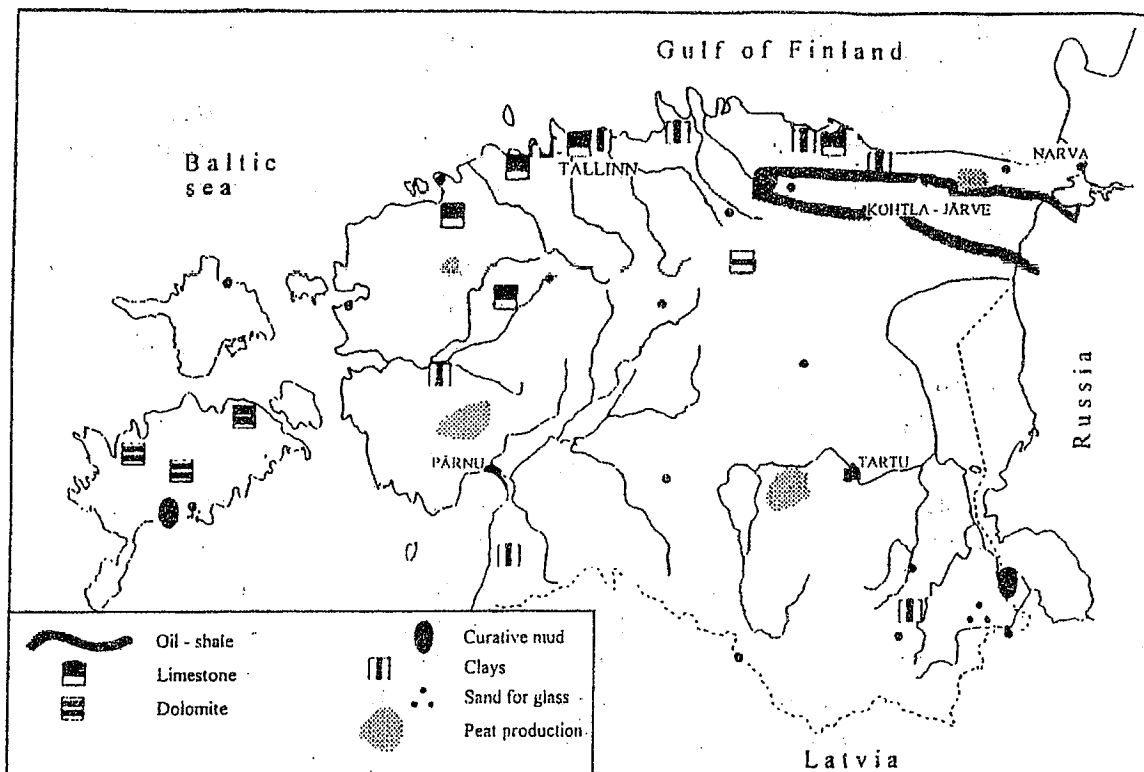 Gulf of Finland
Baltic
sea
NARVA
TALLINN
KOHTLA - JÄRVE
Russia
PÄRNU
TARTU
Oil - shale
Limestone
Dolomite
Curative mud
Clays
Sand for glass
Peat production
Latvia